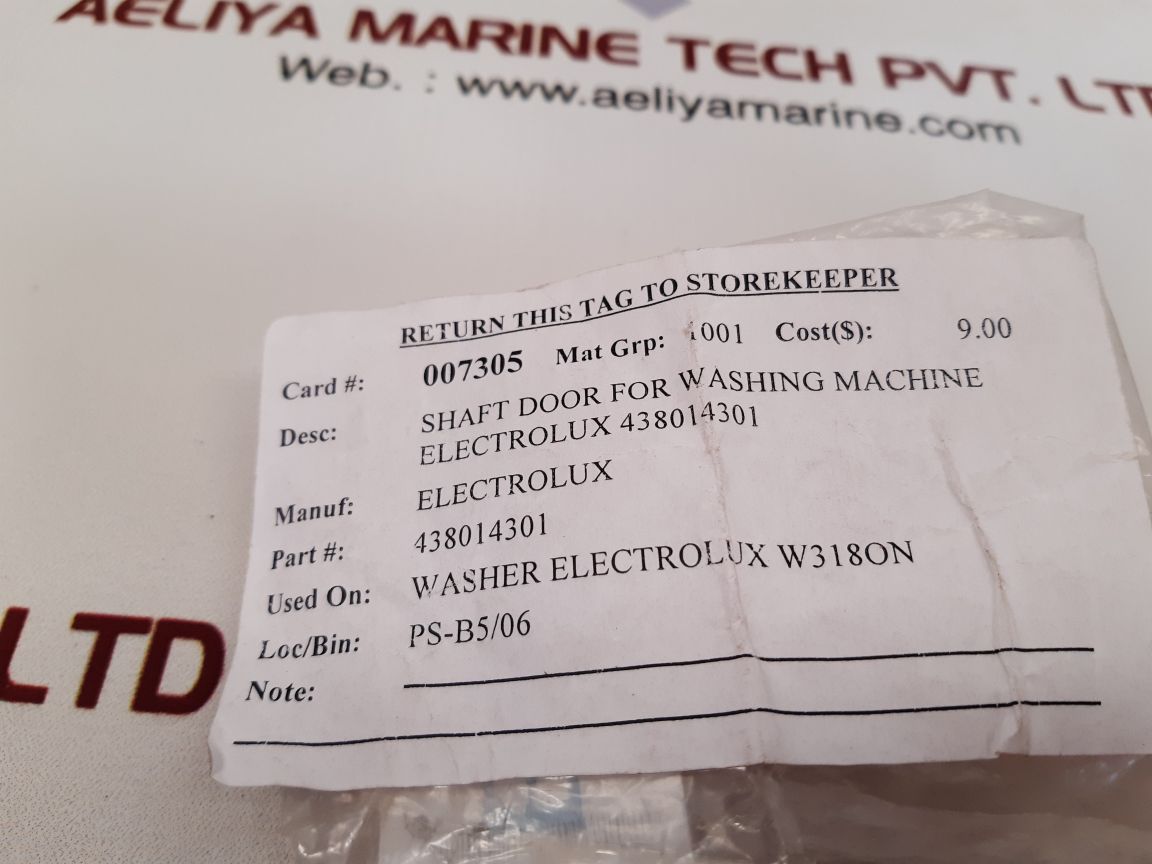 AELIYA MARINE TECH PVT. LTD
Web. : www.aeliyamarine.com
LTD
RETURN THIS TAG TO STOREKEEPER
Card #: 007305 Mat Grp: 1001 Cost($): 9.00
Desc: SHAFT DOOR FOR WASHING MACHINE
ELECTROLUX 438014301
Manuf: ELECTROLUX
Part #: 438014301
Used On: WASHER ELECTROLUX W318ON
Loc/Bin: PS-B5/06
Note: